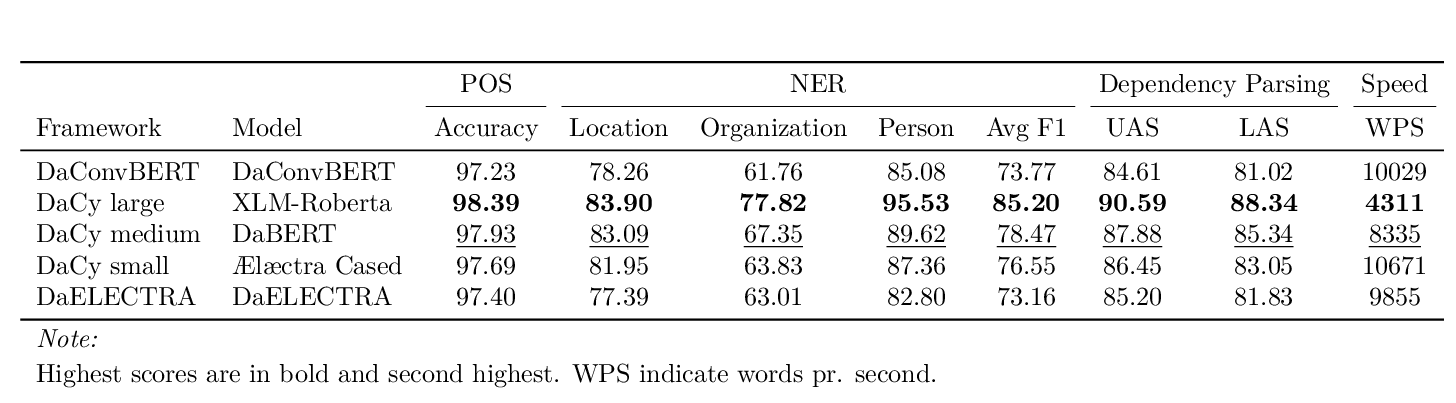 POS NER Dependency Parsing Speed
Framework Model Accuracy Location Organization Person Avg F1 UAS LAS WPS
DaConvBERT DaConvBERT 97.23 78.26 61.76 85.08 73.77 84.61 81.02 10029
DaCy large XLM-Roberta 98.39 83.90 77.82 95.53 85.20 90.59 88.34 4311
DaCy medium DaBERT 97.93 83.09 67.35 89.62 78.47 87.88 85.34 8335
DaCy small Ælæctra Cased 97.69 81.95 63.83 87.36 76.55 86.45 83.05 10671
DaELECTRA DaELECTRA 97.40 77.39 63.01 82.80 73.16 85.20 81.83 9855
Note:
Highest scores are in bold and second highest. WPS indicate words pr. second.